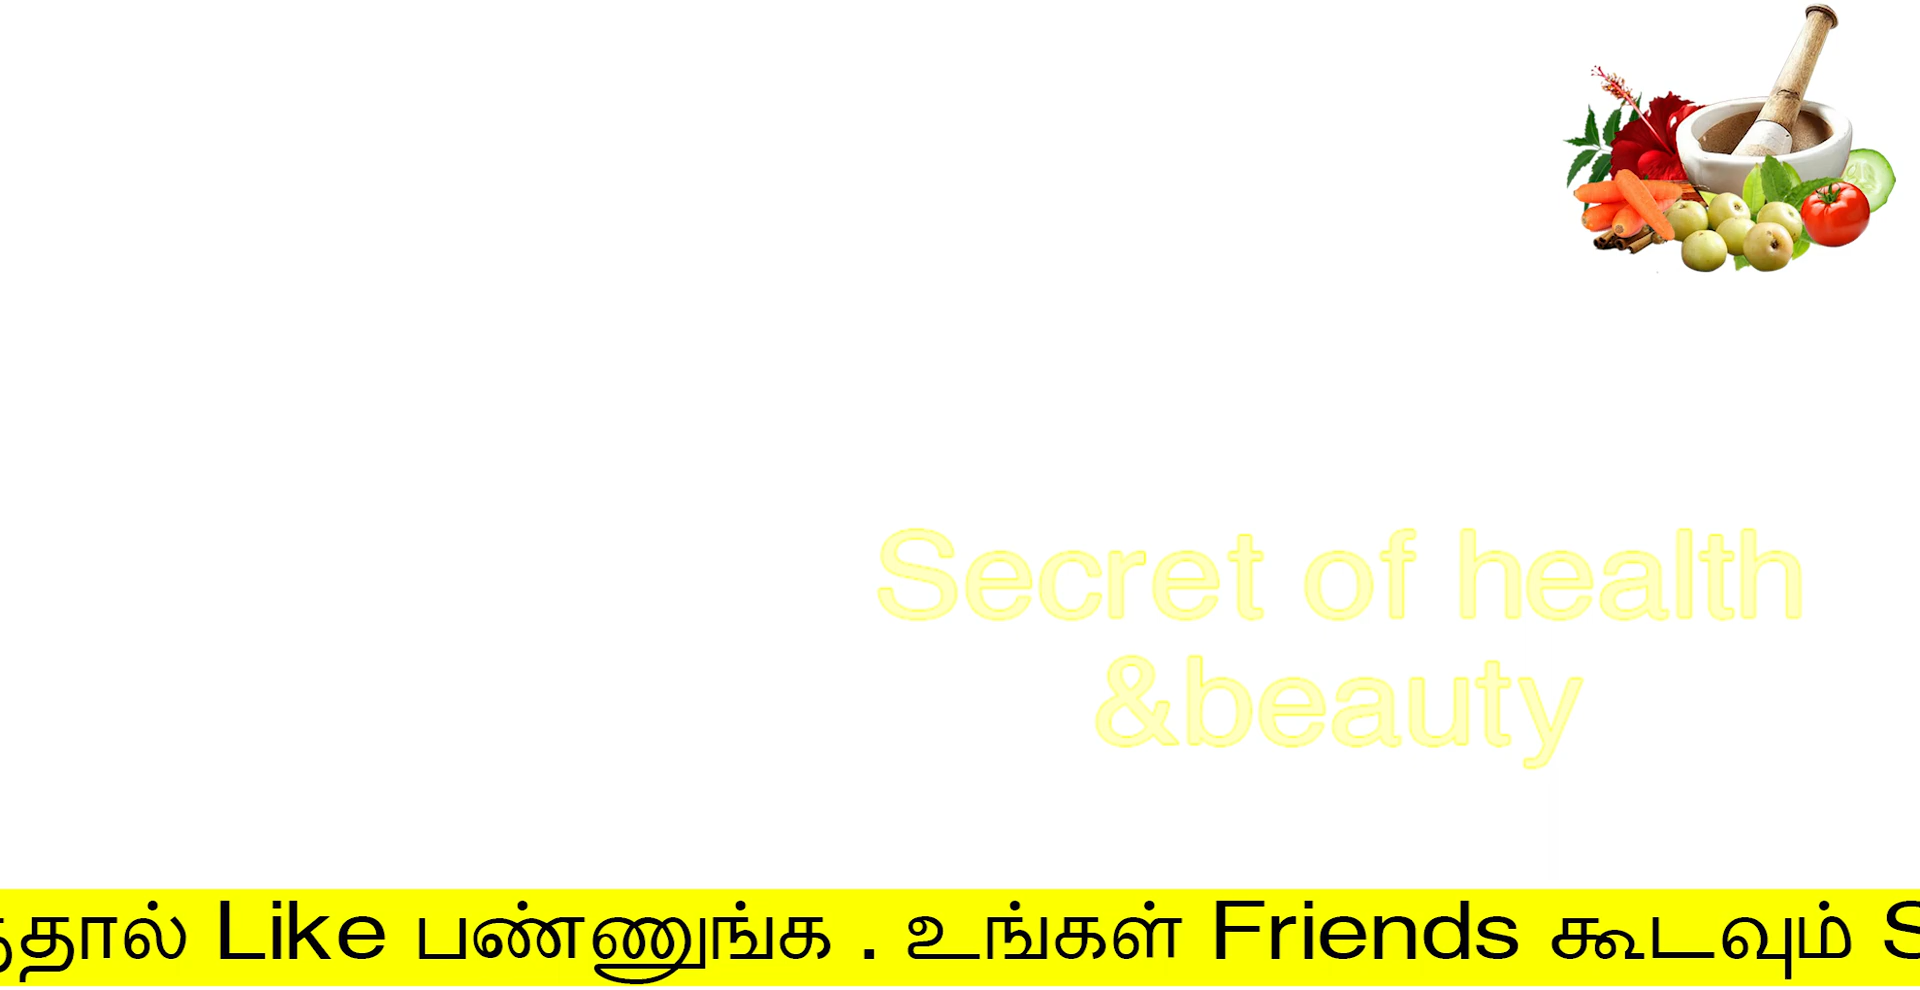 Secret of health
&beauty
Like பண்ணுங்க . உங்கள் Friends கூடவும்